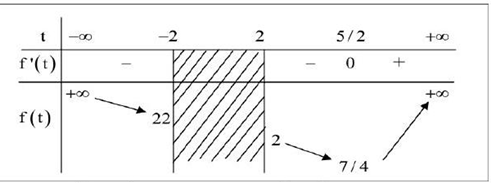 t −∞ −2 2 5/2 +∞
f'(t) − − 0 +
+∞ +∞
f(t) 22
2
7/4